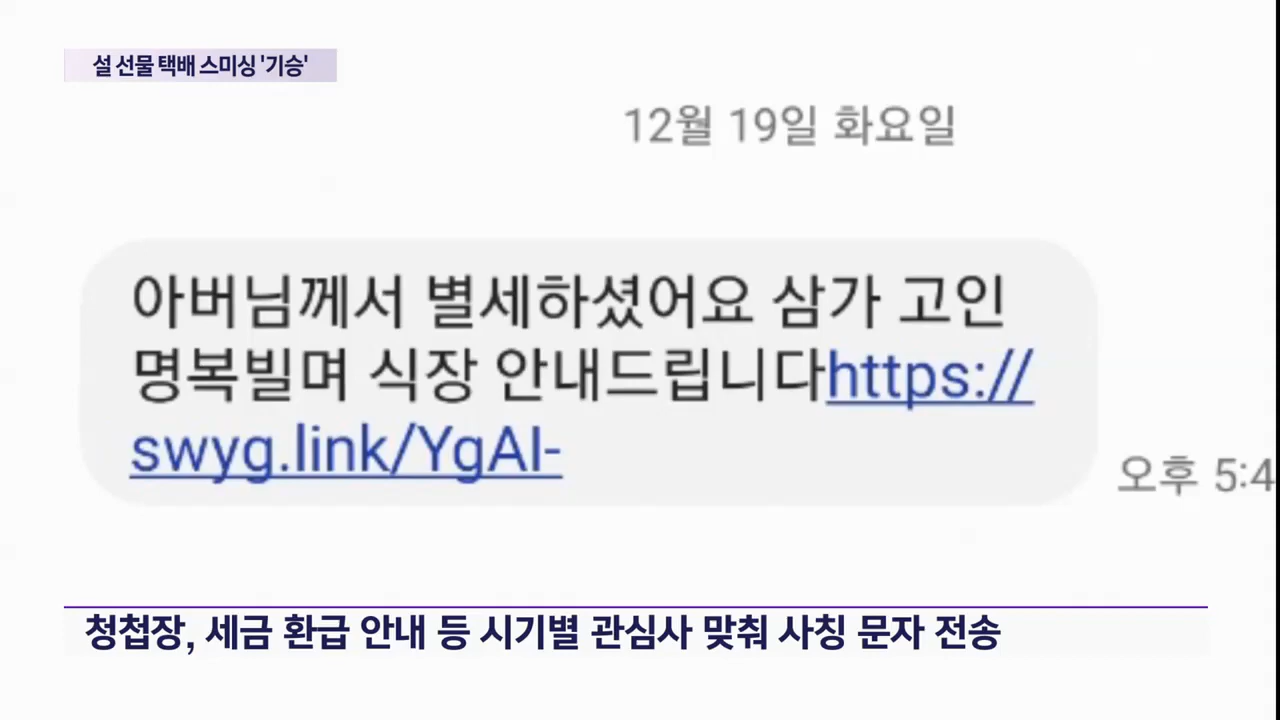 설 선물 택배 스미싱 '기승'
12월 19일 화요일
아버님께서 별세하셨어요 삼가 고인
명복빌며 식장 안내드립니다https://
swyg.link/YgAI-
오후 5:4
청첩장, 세금 환급 안내 등 시기별 관심사 맞춰 사칭 문자 전송